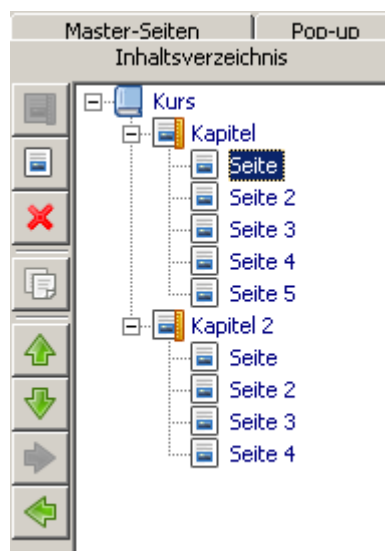 Master-Seiten Pop-up
Inhaltsverzeichnis
Kurs
Kapitel
Seite
Seite 2
Seite 3
Seite 4
Seite 5
Kapitel 2
Seite
Seite 2
Seite 3
Seite 4